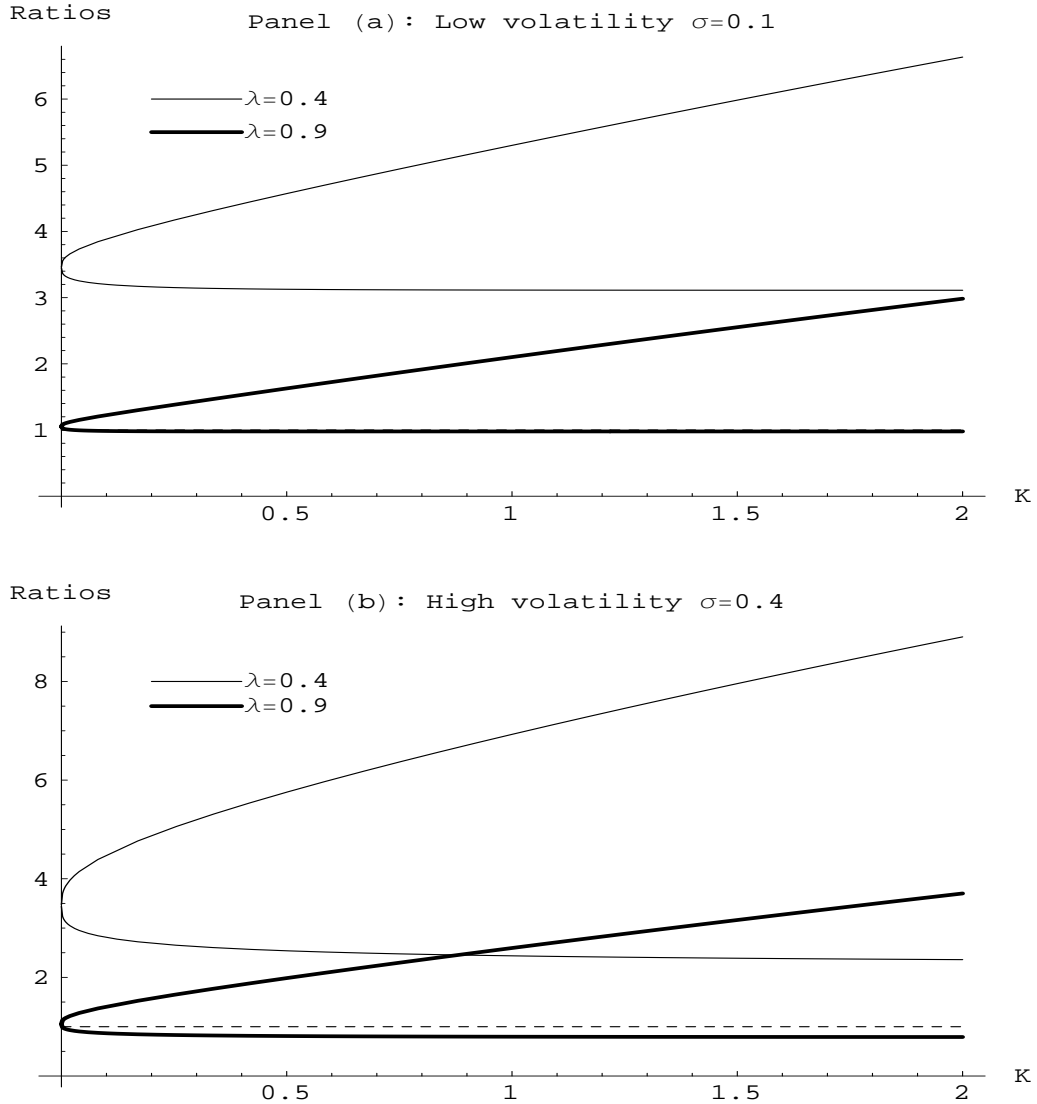 Ratios
Panel (a): Low volatility σ=0.1
λ=0.4
λ=0.9
6
5
4
3
2
1
0.5 1 1.5 2 K
Ratios
Panel (b): High volatility σ=0.4
λ=0.4
λ=0.9
8
6
4
2
0.5 1 1.5 2 K